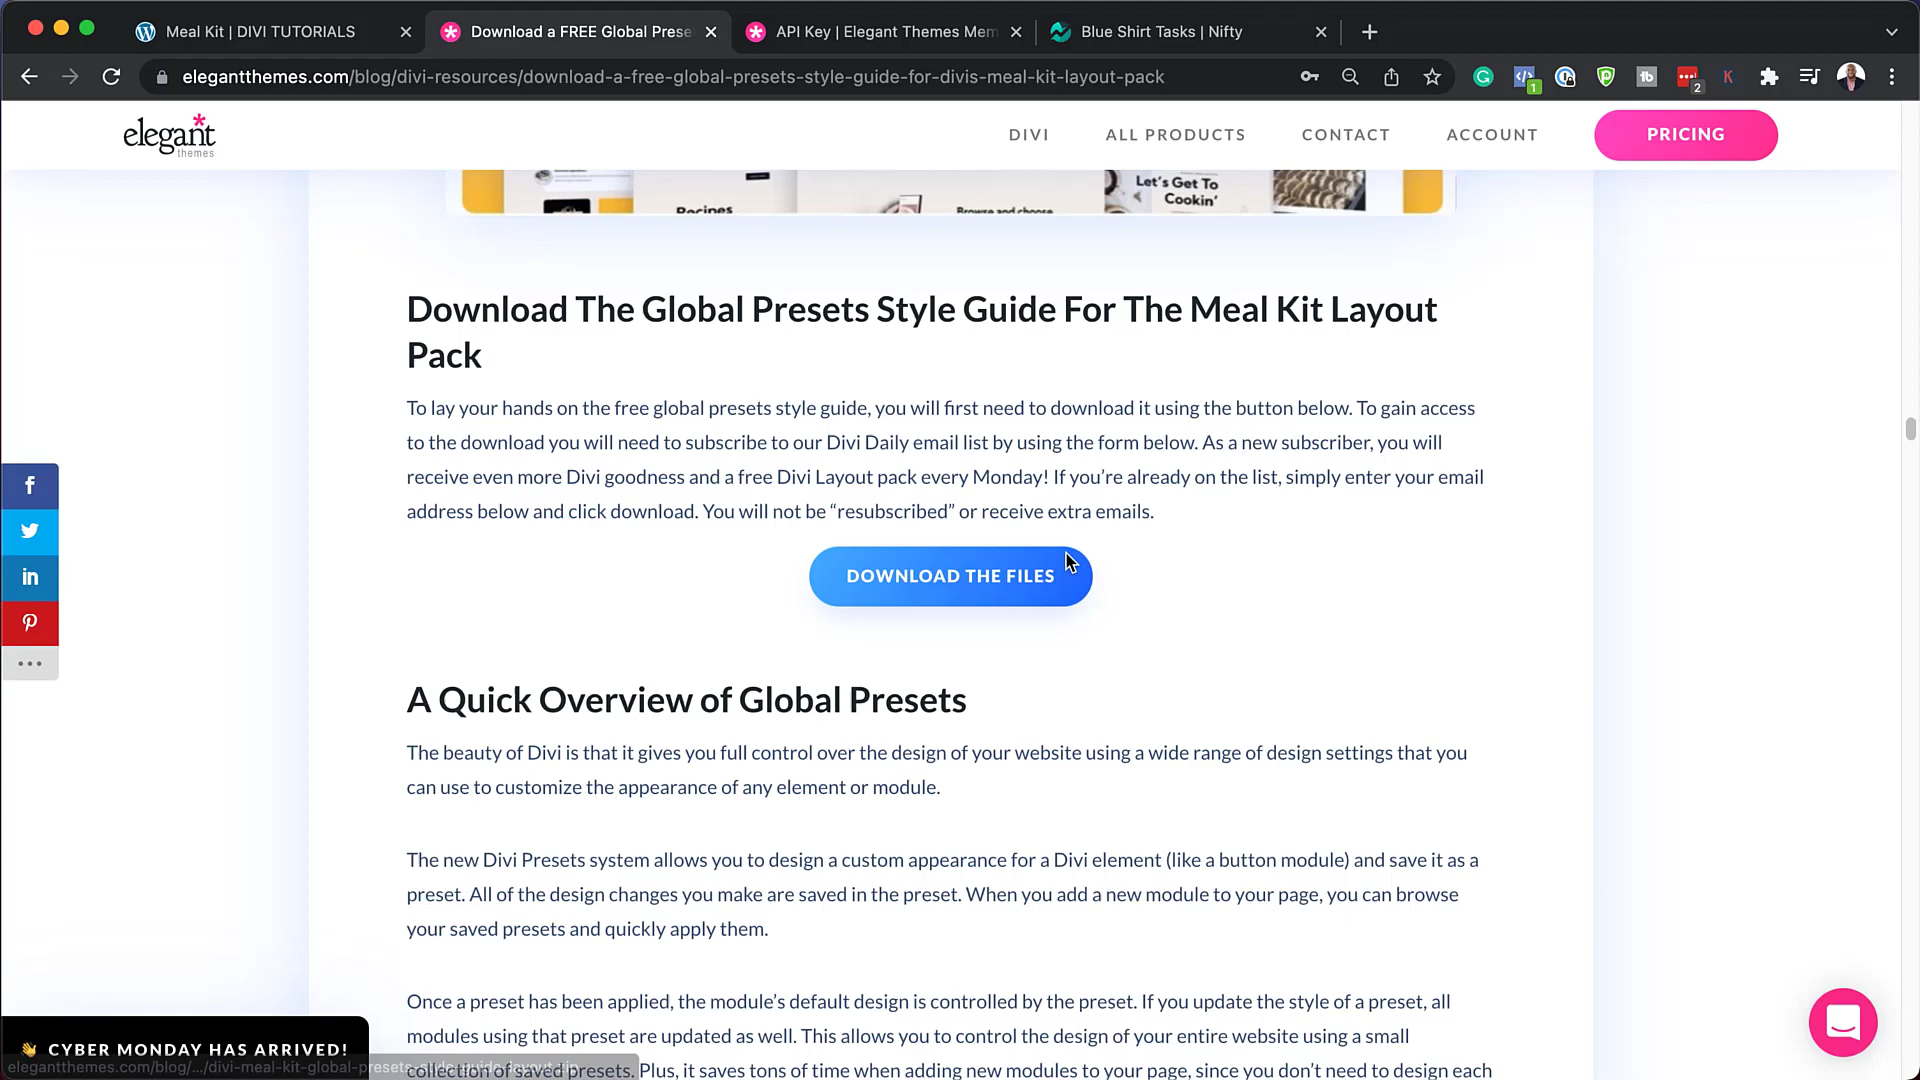 Meal Kit | DIVI TUTORIALS
Download a FREE Global Prese
API Key | Elegant Themes Mem
Blue Shirt Tasks | Nifty
elegantthemes.com/blog/divi-resources/download-a-free-global-presets-style-guide-for-divis-meal-kit-layout-pack
1
2
elegant
themes
DIVI
ALL PRODUCTS
CONTACT
ACCOUNT
PRICING
Recipes
Browse and choose
Let's Get To
Cookin'
Download The Global Presets Style Guide For The Meal Kit Layout
Pack
To lay your hands on the free global presets style guide, you will first need to download it using the button below. To gain access
to the download you will need to subscribe to our Divi Daily email list by using the form below. As a new subscriber, you will
receive even more Divi goodness and a free Divi Layout pack every Monday! If you’re already on the list, simply enter your email
address below and click download. You will not be “resubscribed” or receive extra emails.
DOWNLOAD THE FILES
A Quick Overview of Global Presets
The beauty of Divi is that it gives you full control over the design of your website using a wide range of design settings that you
can use to customize the appearance of any element or module.
The new Divi Presets system allows you to design a custom appearance for a Divi element (like a button module) and save it as a
preset. All of the design changes you make are saved in the preset. When you add a new module to your page, you can browse
your saved presets and quickly apply them.
Once a preset has been applied, the module’s default design is controlled by the preset. If you update the style of a preset, all
modules using that preset are updated as well. This allows you to control the design of your entire website using a small
collection of saved presets. Plus, it saves tons of time when adding new modules to your page, since you don’t need to design each
👋 CYBER MONDAY HAS ARRIVED!
elegantthemes.com/blog/.../divi-meal-kit-global-presets-style-guide-layout.zip